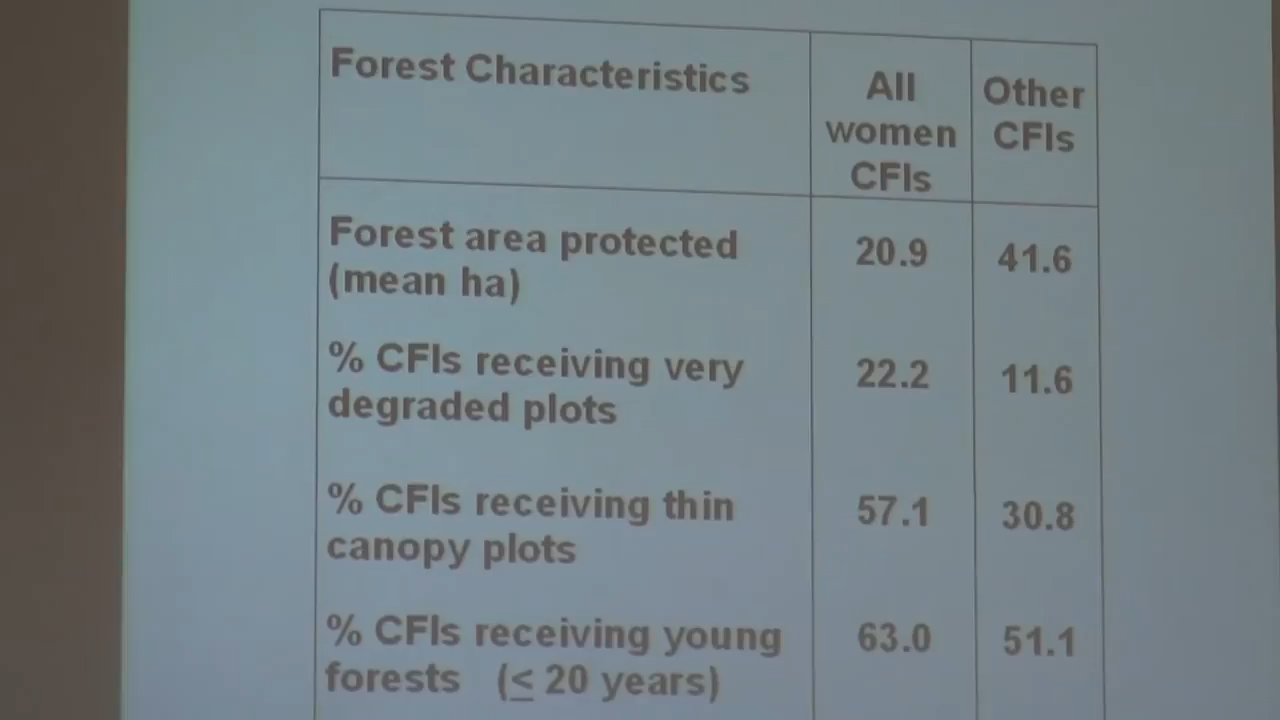 Forest Characteristics
All
women
CFIs
Other
CFIs
Forest area protected
(mean ha)
20.9
41.6
% CFIs receiving very
degraded plots
22.2
11.6
% CFIs receiving thin
canopy plots
57.1
30.8
% CFIs receiving young
forests (≤ 20 years)
63.0
51.1